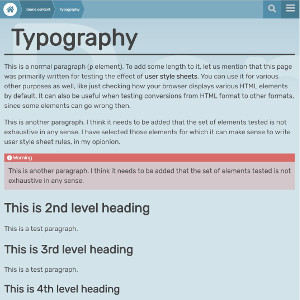 demo content
typography
Typography
This is a normal paragraph (p element). To add some length to it, let us mention that this page
was primarily written for testing the effect of user style sheets. You can use it for various
other purposes as well, like just checking how your browser displays various HTML elements
by default. It can also be useful when testing conversions from HTML format to other formats,
since some elements can go wrong then.
This is another paragraph. I think it needs to be added that the set of elements tested is not
exhaustive in any sense. I have selected those elements for which it can make sense to write
user style sheet rules, in my opionion.
Warning
This is another paragraph. I think it needs to be added that the set of elements tested is not
exhaustive in any sense.
This is 2nd level heading
This is a test paragraph.
This is 3rd level heading
This is a test paragraph.
This is 4th level heading